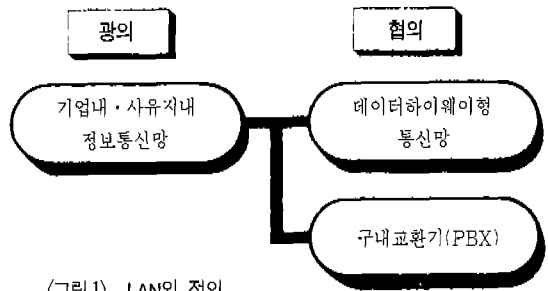 광의
협의
기업내·사유지내
정보통신망
데이터하이웨이형
통신망
구내교환기(PBX)
(그림 1) LAN의 정의